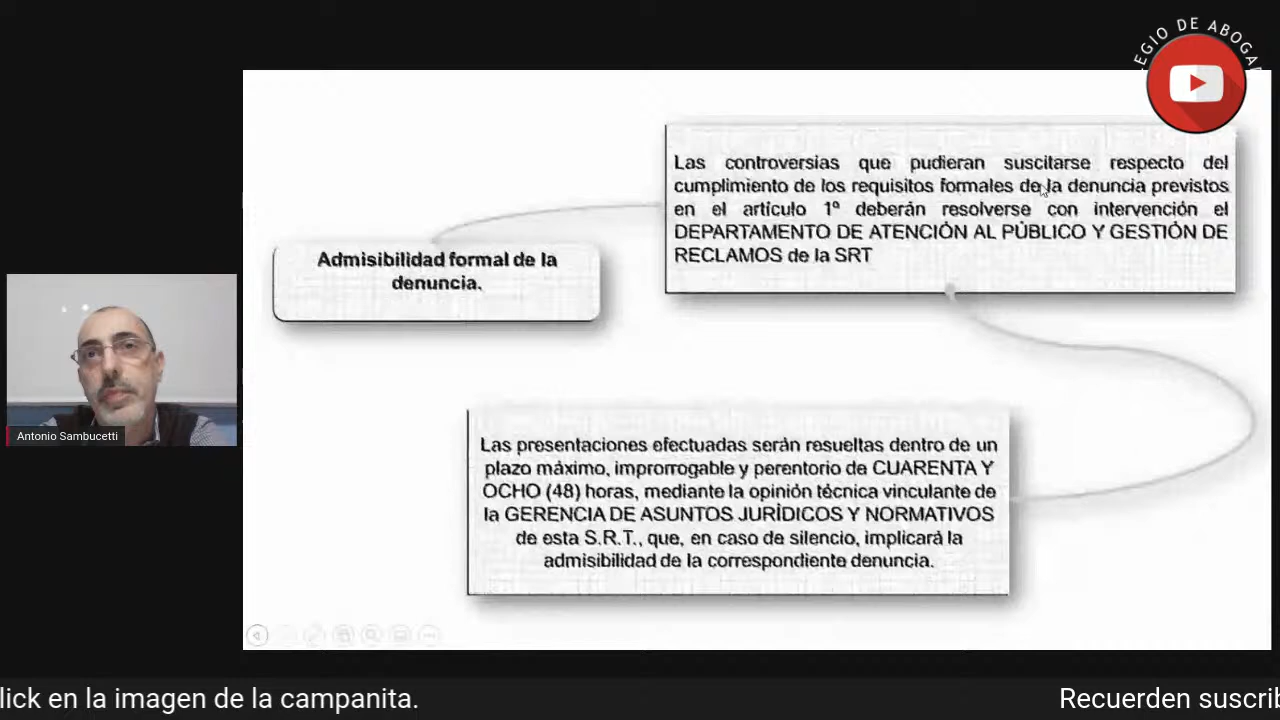 EGIO DE ABOGA
Las controversias que pudieran suscitarse respecto del
cumplimiento de los requisitos formales de la denuncia previstos
en el artículo 1º deberán resolverse con intervención el
DEPARTAMENTO DE ATENCIÓN AL PÚBLICO Y GESTIÓN DE
RECLAMOS de la SRT
Admisibilidad formal de la
denuncia.
Antonio Sambucetti
Las presentaciones efectuadas serán resueltas dentro de un
plazo máximo, improrrogable y perentorio de CUARENTA Y
OCHO (48) horas, mediante la opinión técnica vinculante de
la GERENCIA DE ASUNTOS JURÍDICOS Y NORMATIVOS
de esta S.R.T., que, en caso de silencio, implicará la
admisibilidad de la correspondiente denuncia.
lick en la imagen de la campanita.
Recuerden suscrib